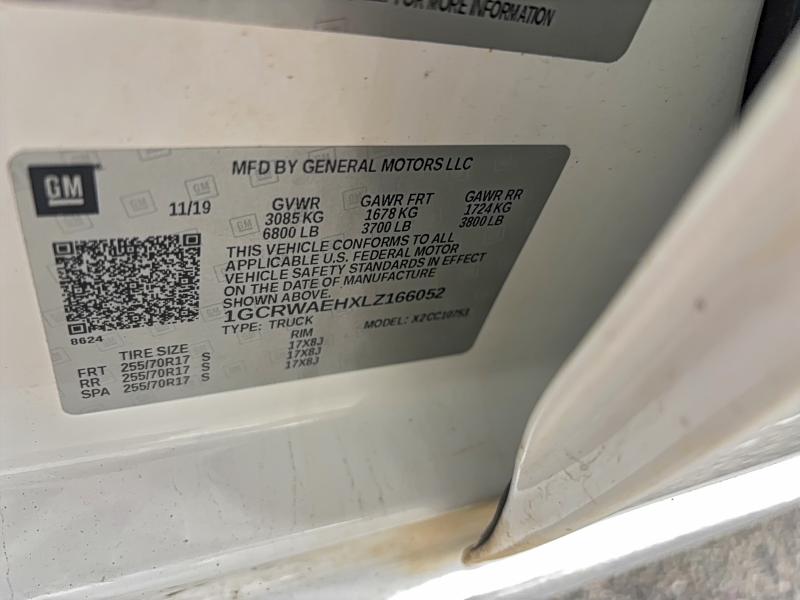 FOR MORE INFORMATION
GM
MFD BY GENERAL MOTORS LLC
11/19
GVWR GAWR FRT GAWR RR
3085 KG 1678 KG 1724 KG
6800 LB 3700 LB 3800 LB
THIS VEHICLE CONFORMS TO ALL
APPLICABLE U.S. FEDERAL MOTOR
VEHICLE SAFETY STANDARDS IN EFFECT
ON THE DATE OF MANUFACTURE
SHOWN ABOVE.
1GCRWAEHXLZ166052
TYPE: TRUCK MODEL: X2CC10753
8624
TIRE SIZE RIM
FRT 255/70R17 S 17X8J
RR 255/70R17 S 17X8J
SPA 255/70R17 S 17X8J